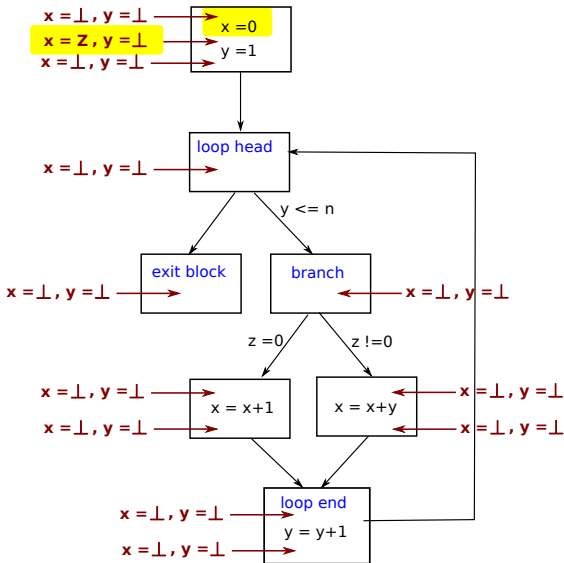 x =⊥, y =⊥
x =0
x = Z, y =⊥
y =1
x =⊥, y =⊥
loop head
x =⊥, y =⊥
y <= n
exit block
branch
x =⊥, y =⊥
x =⊥, y =⊥
z =0
z !=0
x =⊥, y =⊥
x =⊥, y =⊥
x = x+1
x = x+y
x =⊥, y =⊥
x =⊥, y =⊥
loop end
x =⊥, y =⊥
y = y+1
x =⊥, y =⊥